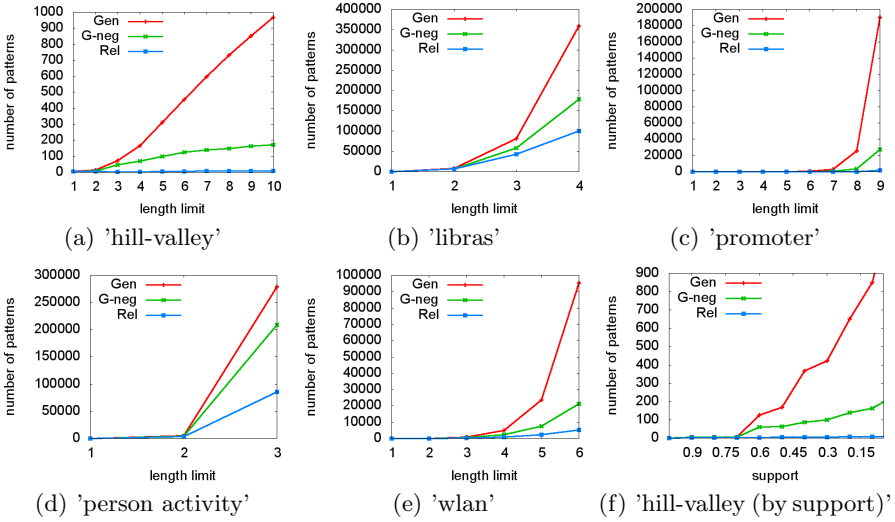 number of patterns
1000
900
800
700
600
500
400
300
200
100
0
Gen
G-neg
Rel
1 2 3 4 5 6 7 8 9 10
length limit
(a) 'hill-valley'
number of patterns
400000
350000
300000
250000
200000
150000
100000
50000
0
Gen
G-neg
Rel
1 2 3 4
length limit
(b) 'libras'
number of patterns
200000
180000
160000
140000
120000
100000
80000
60000
40000
20000
0
Gen
G-neg
Rel
1 2 3 4 5 6 7 8 9
length limit
(c) 'promoter'
number of patterns
300000
250000
200000
150000
100000
50000
0
Gen
G-neg
Rel
1 2 3
length limit
(d) 'person activity'
number of patterns
100000
90000
80000
70000
60000
50000
40000
30000
20000
10000
0
Gen
G-neg
Rel
1 2 3 4 5 6
length limit
(e) 'wlan'
number of patterns
900
800
700
600
500
400
300
200
100
0
Gen
G-neg
Rel
0.9 0.75 0.6 0.45 0.3 0.15
support
(f) 'hill-valley (by support)'